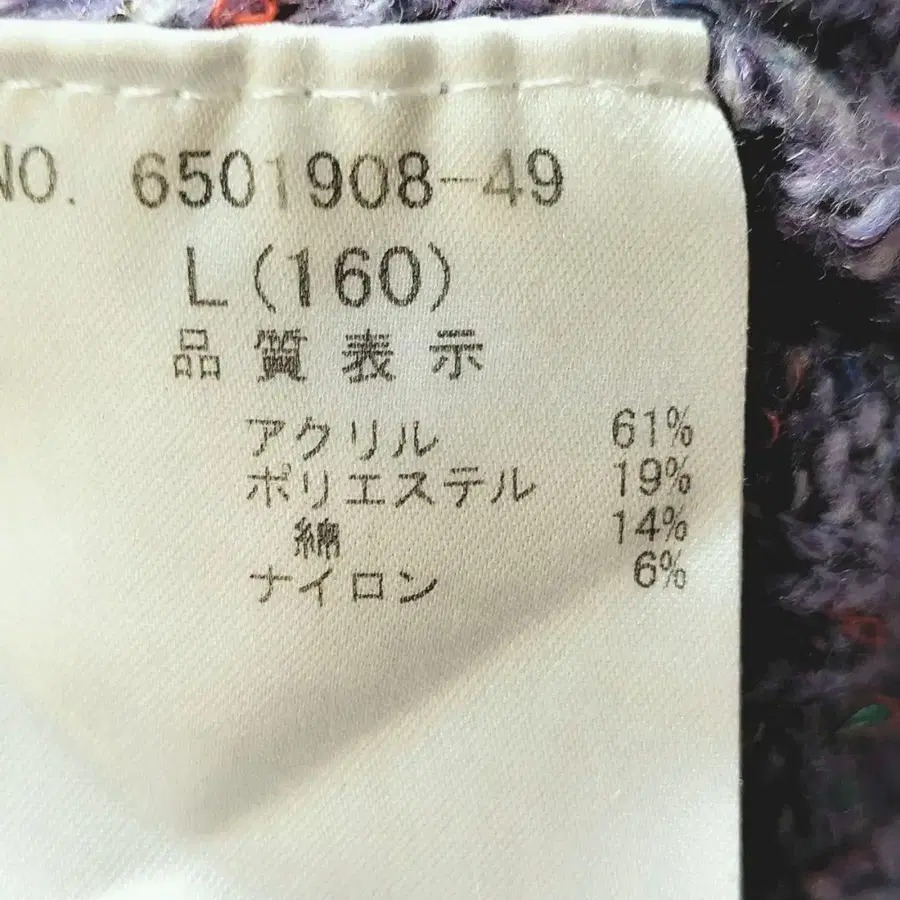 NO. 6501908-49
L(160)
品質表示
アクリル 61%
ポリエステル 19%
綿 14%
ナイロン 6%